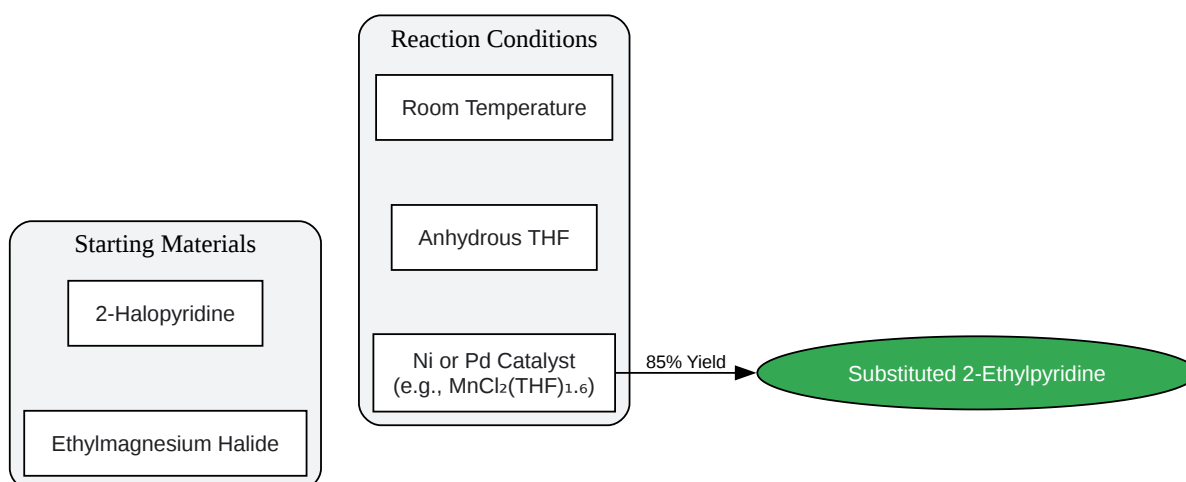 Starting Materials
2-Halopyridine
Ethylmagnesium Halide
Reaction Conditions
Room Temperature
Anhydrous THF
Ni or Pd Catalyst
(e.g., MnCl₂(THF)₁.₆)
85% Yield
Substituted 2-Ethylpyridine